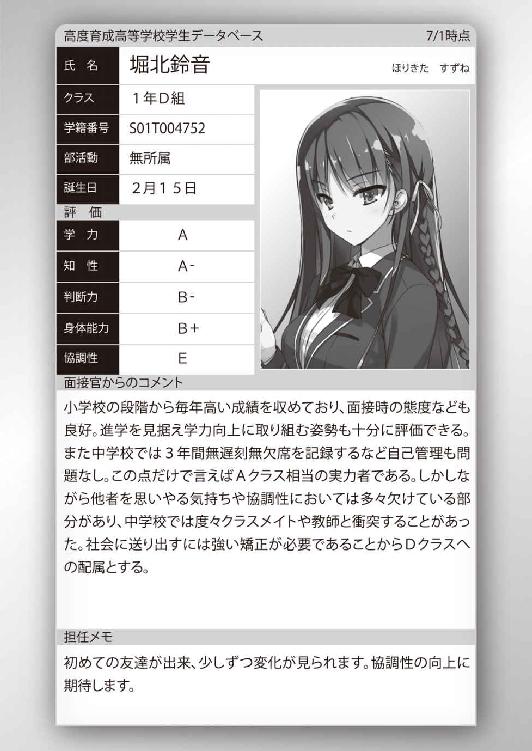 高度育成高等学校学生データベース 7/1時点
氏 名 堀北鈴音 ほりきた すずね
クラス 1年D組
学籍番号 S01T004752
部活動 無所属
誕生日 2月15日
評 価
学 力 A
知 性 A-
判断力 B-
身体能力 B+
協調性 E
面接官からのコメント
小学校の段階から毎年高い成績を収めており、面接時の態度なども
良好。進学を見据え学力向上に取り組む姿勢も十分に評価できる。
また中学校では3年間無遅刻無欠席を記録するなど自己管理も問
題なし。この点だけで言えばAクラス相当の実力者である。しかしな
がら他者を思いやる気持ちや協調性においては多々欠けている部
分があり、中学校では度々クラスメイトや教師と衝突することがあっ
た。社会に送り出すには強い矯正が必要であることからDクラスへ
の配属とする。
担任メモ
初めての友達が出来、少しずつ変化が見られます。協調性の向上に
期待します。